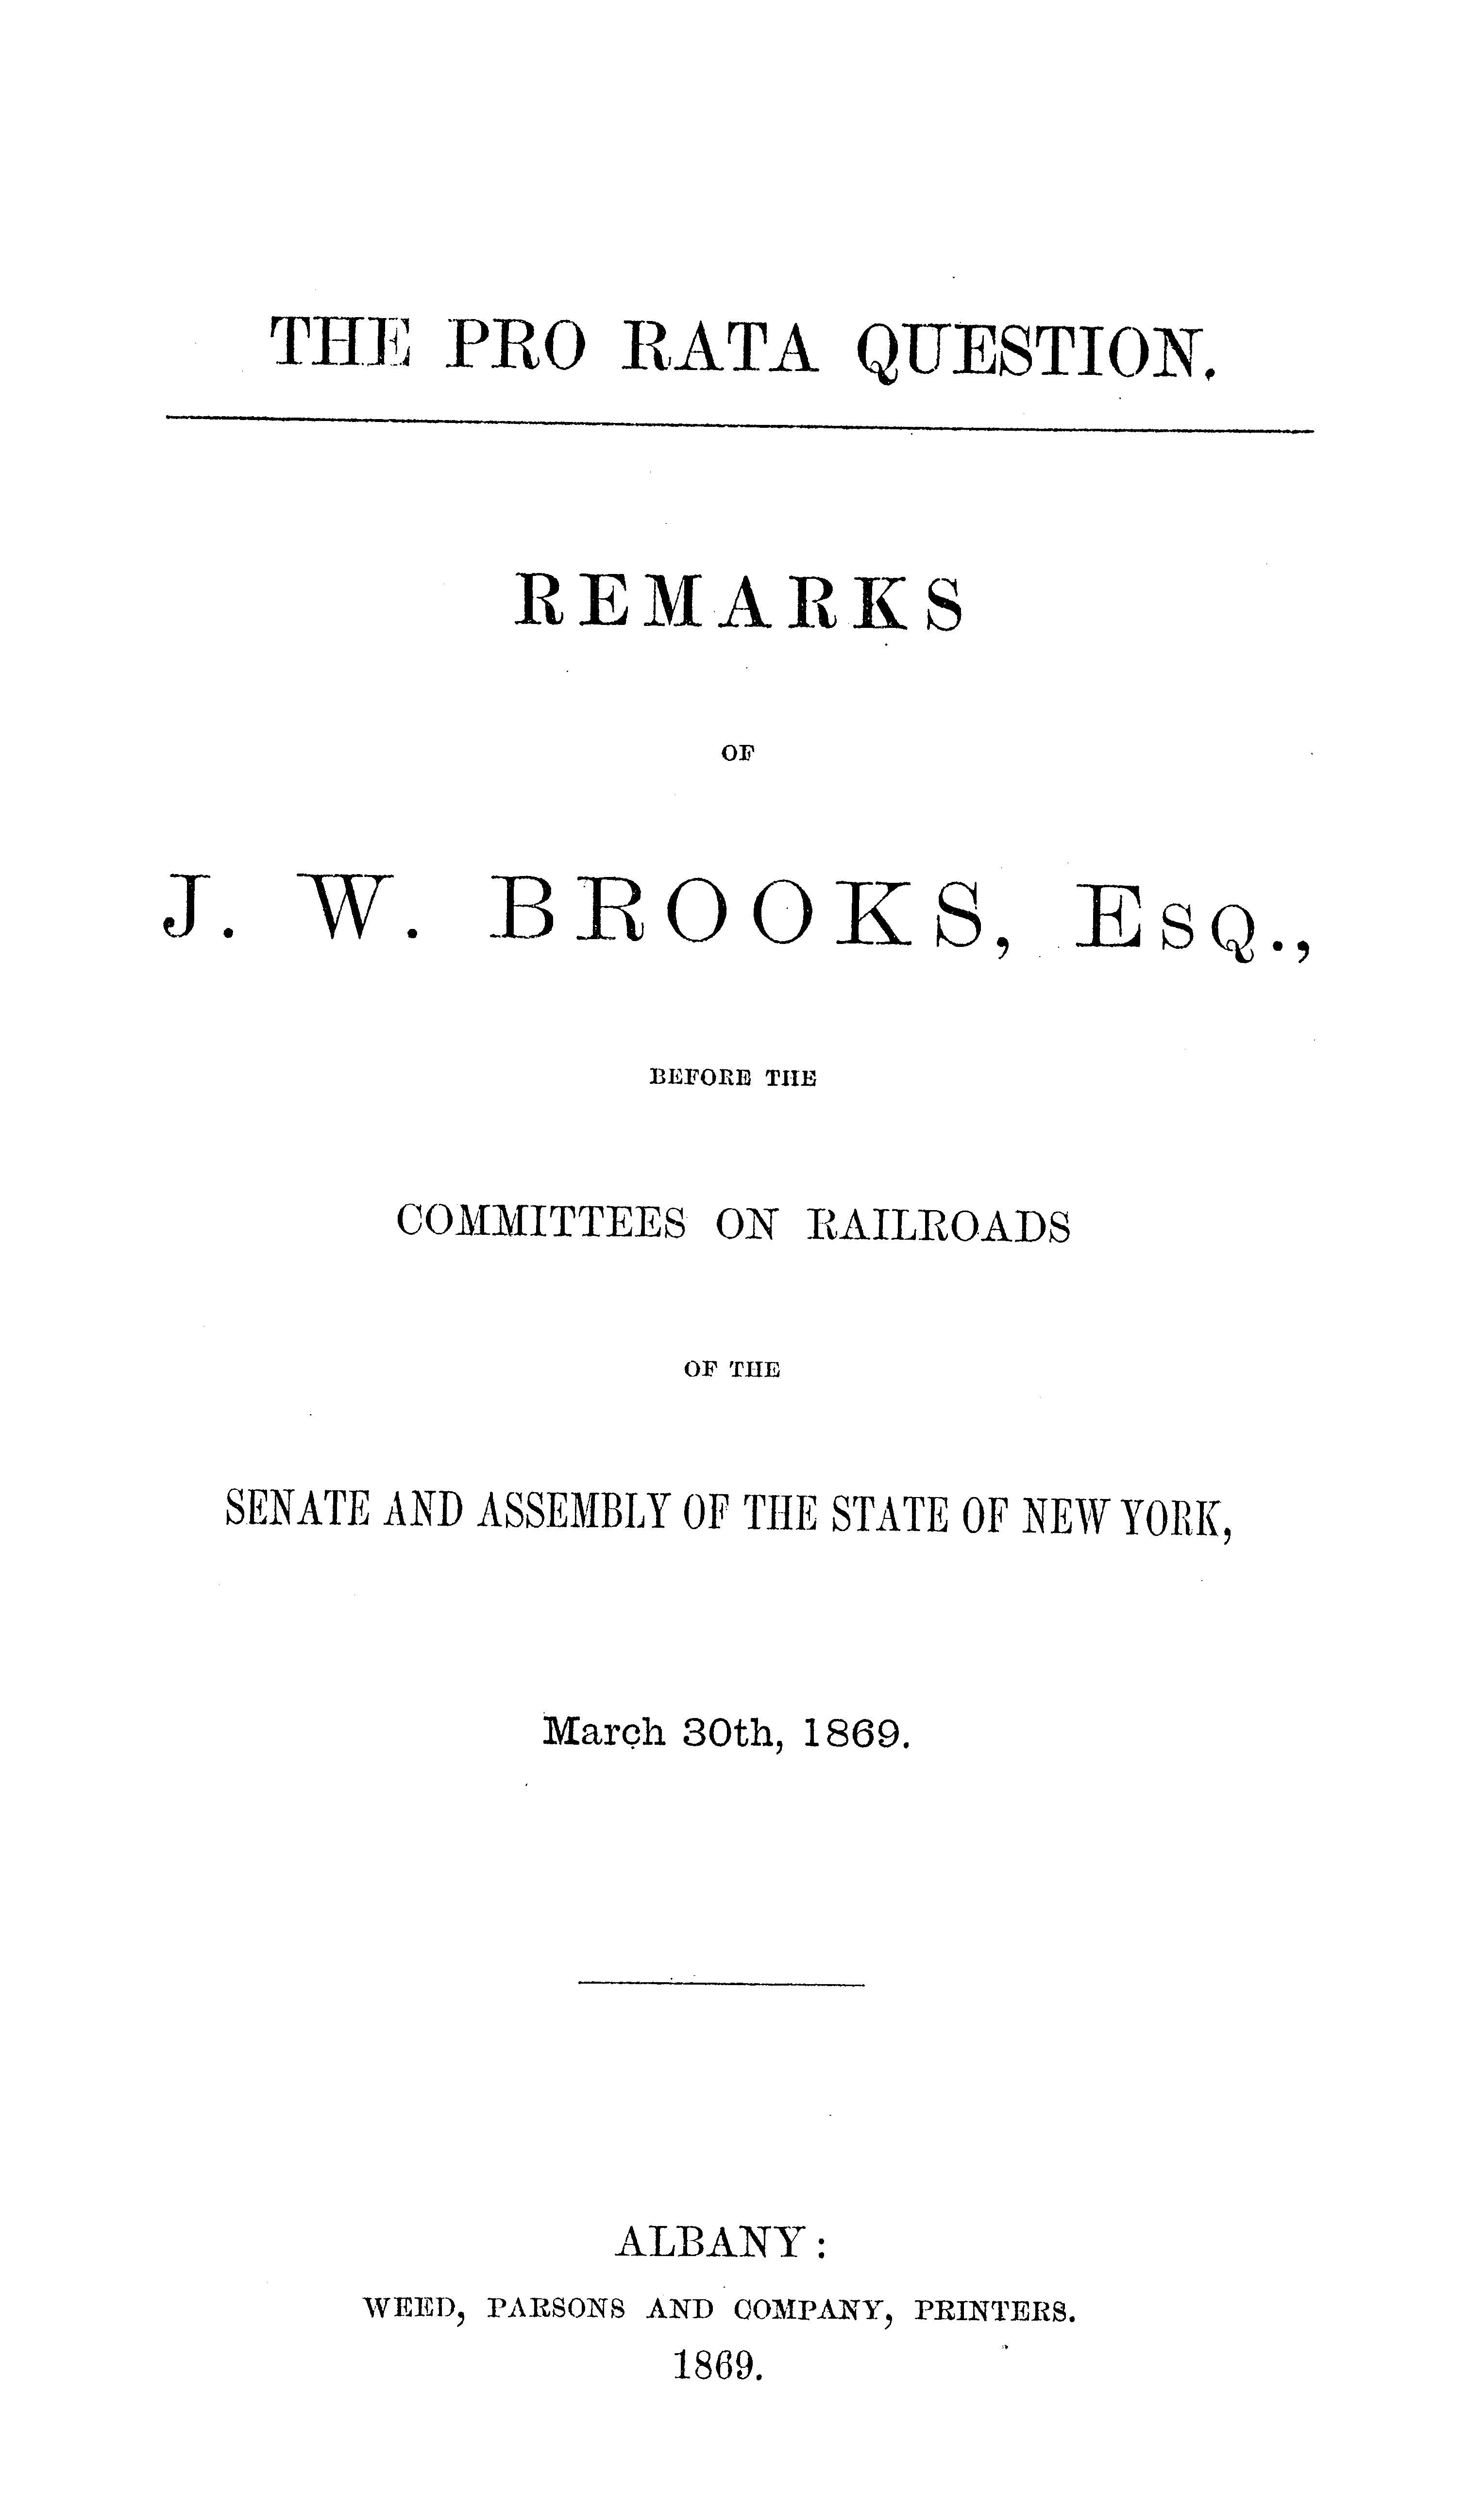 THE PRO RATA QUESTION.
REMARKS
OF
J. W. BROOKS, ESQ.,
BEFORE THE
COMMITTEES ON RAILROADS
OF THE
SENATE AND ASSEMBLY OF THE STATE OF NEW YORK,
March 30th, 1869.
ALBANY:
WEED, PARSONS AND COMPANY, PRINTERS.
1869.